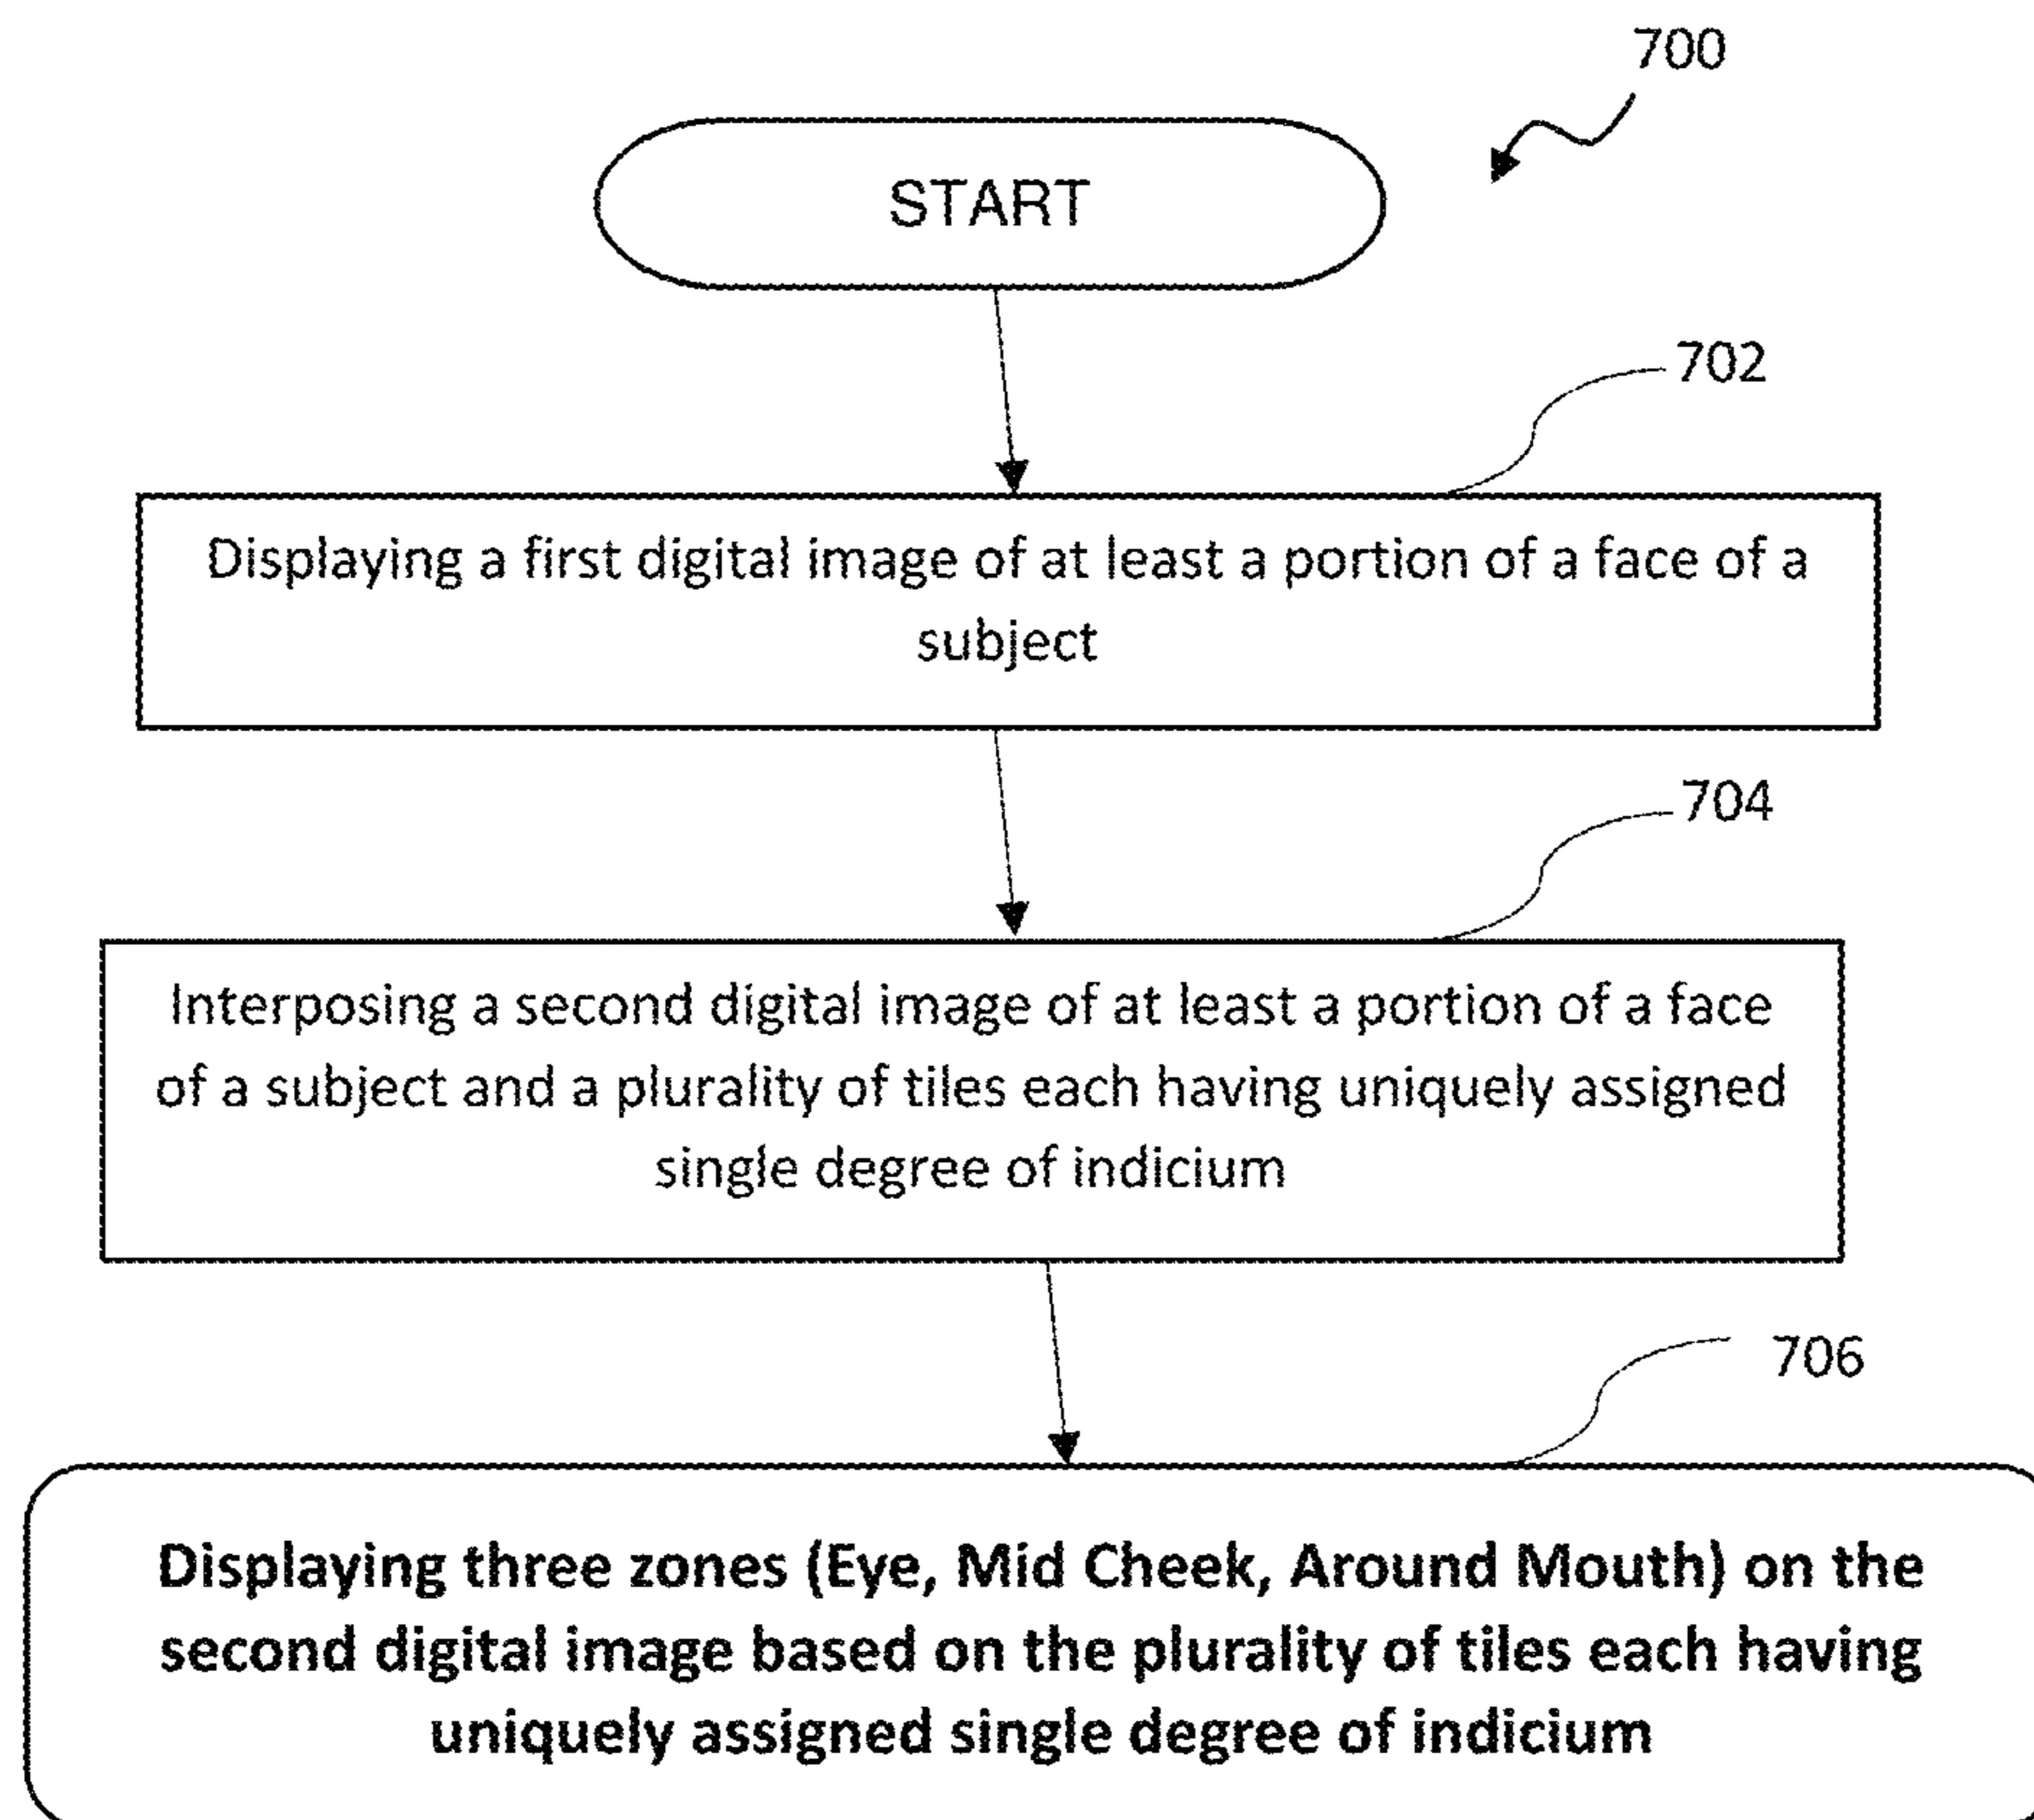 700
START
702
Displaying a first digital image of at least a portion of a face of a
subject
704
Interposing a second digital image of at least a portion of a face
of a subject and a plurality of tiles each having uniquely assigned
single degree of indicium
706
Displaying three zones (Eye, Mid Cheek, Around Mouth) on the
second digital image based on the plurality of tiles each having
uniquely assigned single degree of indicium